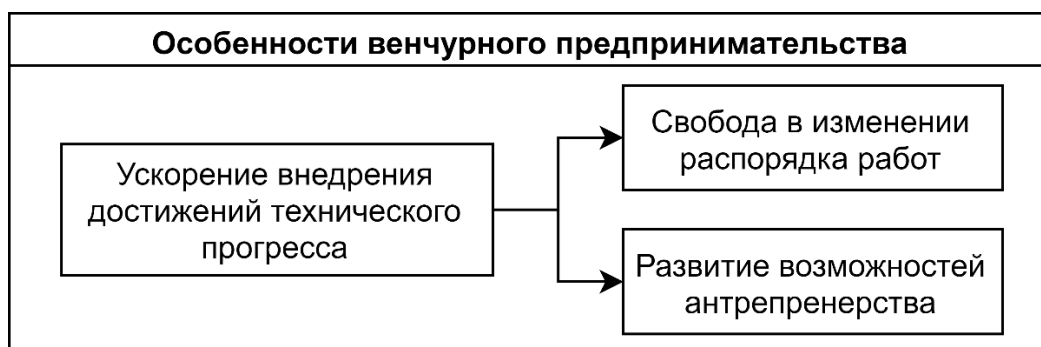 Особенности венчурного предпринимательства
Ускорение внедрения
достижений технического
прогресса
Свобода в изменении
распорядка работ
Развитие возможностей
антрепренерства